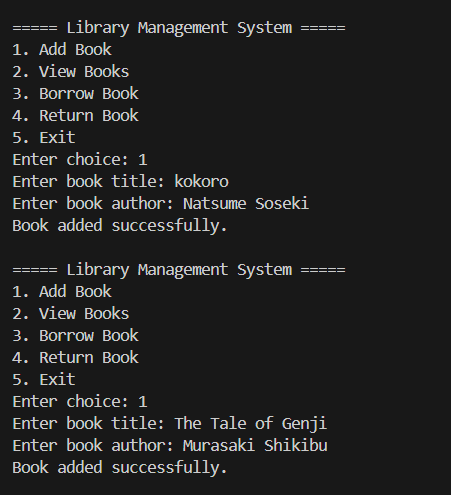 ===== Library Management System =====
1. Add Book
2. View Books
3. Borrow Book
4. Return Book
5. Exit
Enter choice: 1
Enter book title: kokoro
Enter book author: Natsume Soseki
Book added successfully.
===== Library Management System =====
1. Add Book
2. View Books
3. Borrow Book
4. Return Book
5. Exit
Enter choice: 1
Enter book title: The Tale of Genji
Enter book author: Murasaki Shikibu
Book added successfully.